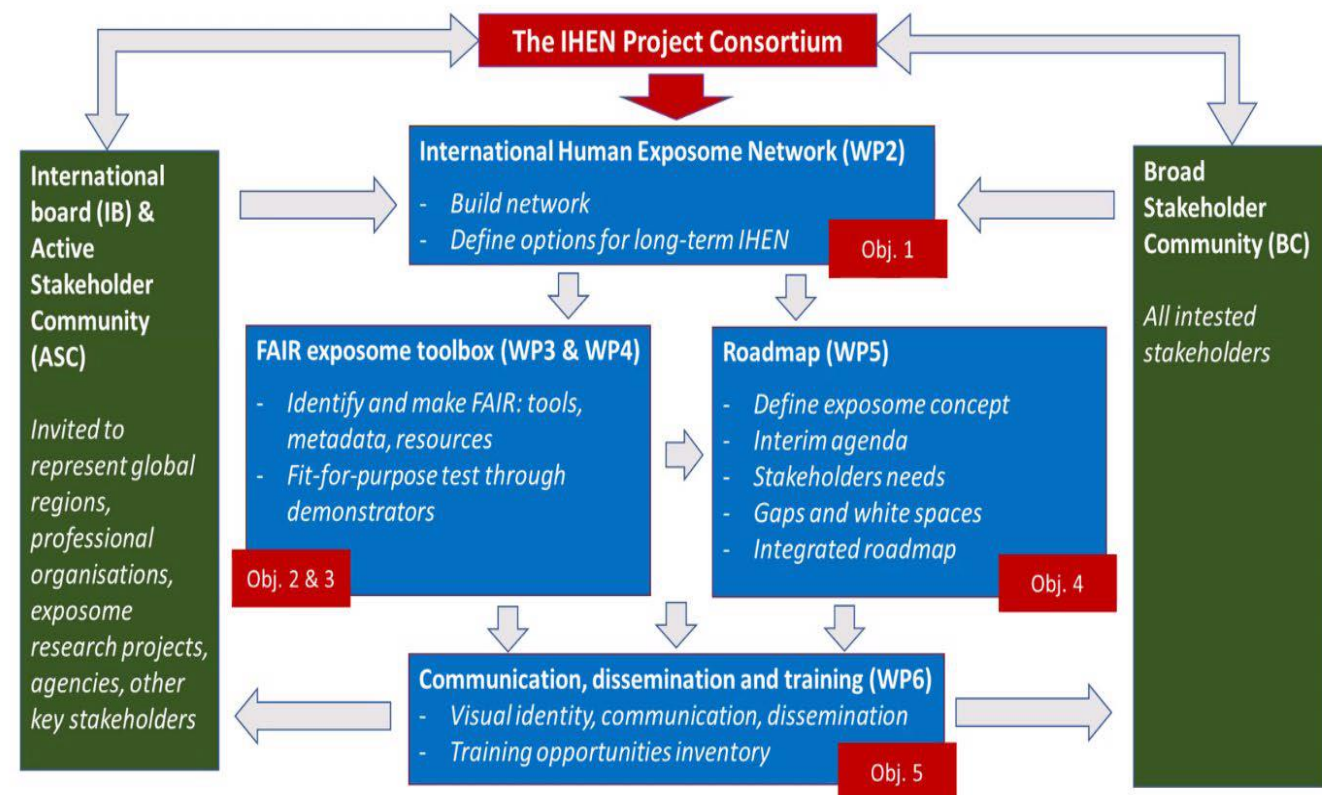 The IHEN Project Consortium
International
board (IB) &
Active
Stakeholder
Community
(ASC)
Invited to
represent global
regions,
professional
organisations,
exposome
research projects,
agencies, other
key stakeholders
International Human Exposome Network (WP2)
- Build network
- Define options for long-term IHEN
Obj. 1
FAIR exposome toolbox (WP3 & WP4)
- Identify and make FAIR: tools,
metadata, resources
- Fit-for-purpose test through
demonstrators
Obj. 2 & 3
Roadmap (WP5)
- Define exposome concept
- Interim agenda
- Stakeholders needs
- Gaps and white spaces
- Integrated roadmap
Obj. 4
Communication, dissemination and training (WP6)
- Visual identity, communication, dissemination
- Training opportunities inventory
Obj. 5
Broad
Stakeholder
Community (BC)
All intested
stakeholders